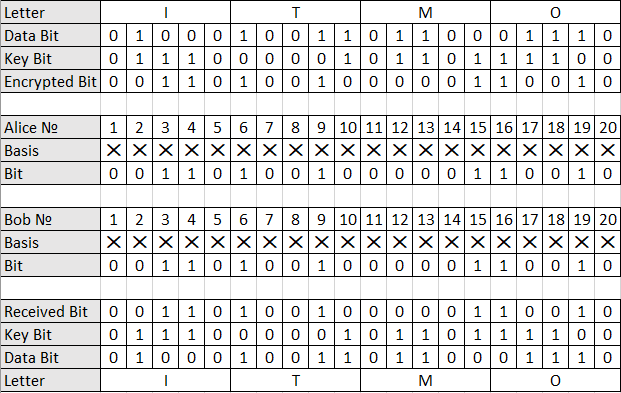 Letter I T M O
Data Bit 0 1 0 0 0 1 0 0 1 1 0 1 1 0 0 0 1 1 1 0
Key Bit 0 1 1 1 0 0 0 0 0 1 0 1 1 0 1 1 1 1 0 0
Encrypted Bit 0 0 1 1 0 1 0 0 1 0 0 0 0 0 1 1 0 0 1 0
Alice № 1 2 3 4 5 6 7 8 9 10 11 12 13 14 15 16 17 18 19 20
Basis × × × × × × × × × × × × × × × × × × × ×
Bit 0 0 1 1 0 1 0 0 1 0 0 0 0 0 1 1 0 0 1 0
Bob № 1 2 3 4 5 6 7 8 9 10 11 12 13 14 15 16 17 18 19 20
Basis × × × × × × × × × × × × × × × × × × × ×
Bit 0 0 1 1 0 1 0 0 1 0 0 0 0 0 1 1 0 0 1 0
Received Bit 0 0 1 1 0 1 0 0 1 0 0 0 0 0 1 1 0 0 1 0
Key Bit 0 1 1 1 0 0 0 0 0 1 0 1 1 0 1 1 1 1 0 0
Data Bit 0 1 0 0 0 1 0 0 1 1 0 1 1 0 0 0 1 1 1 0
Letter I T M O